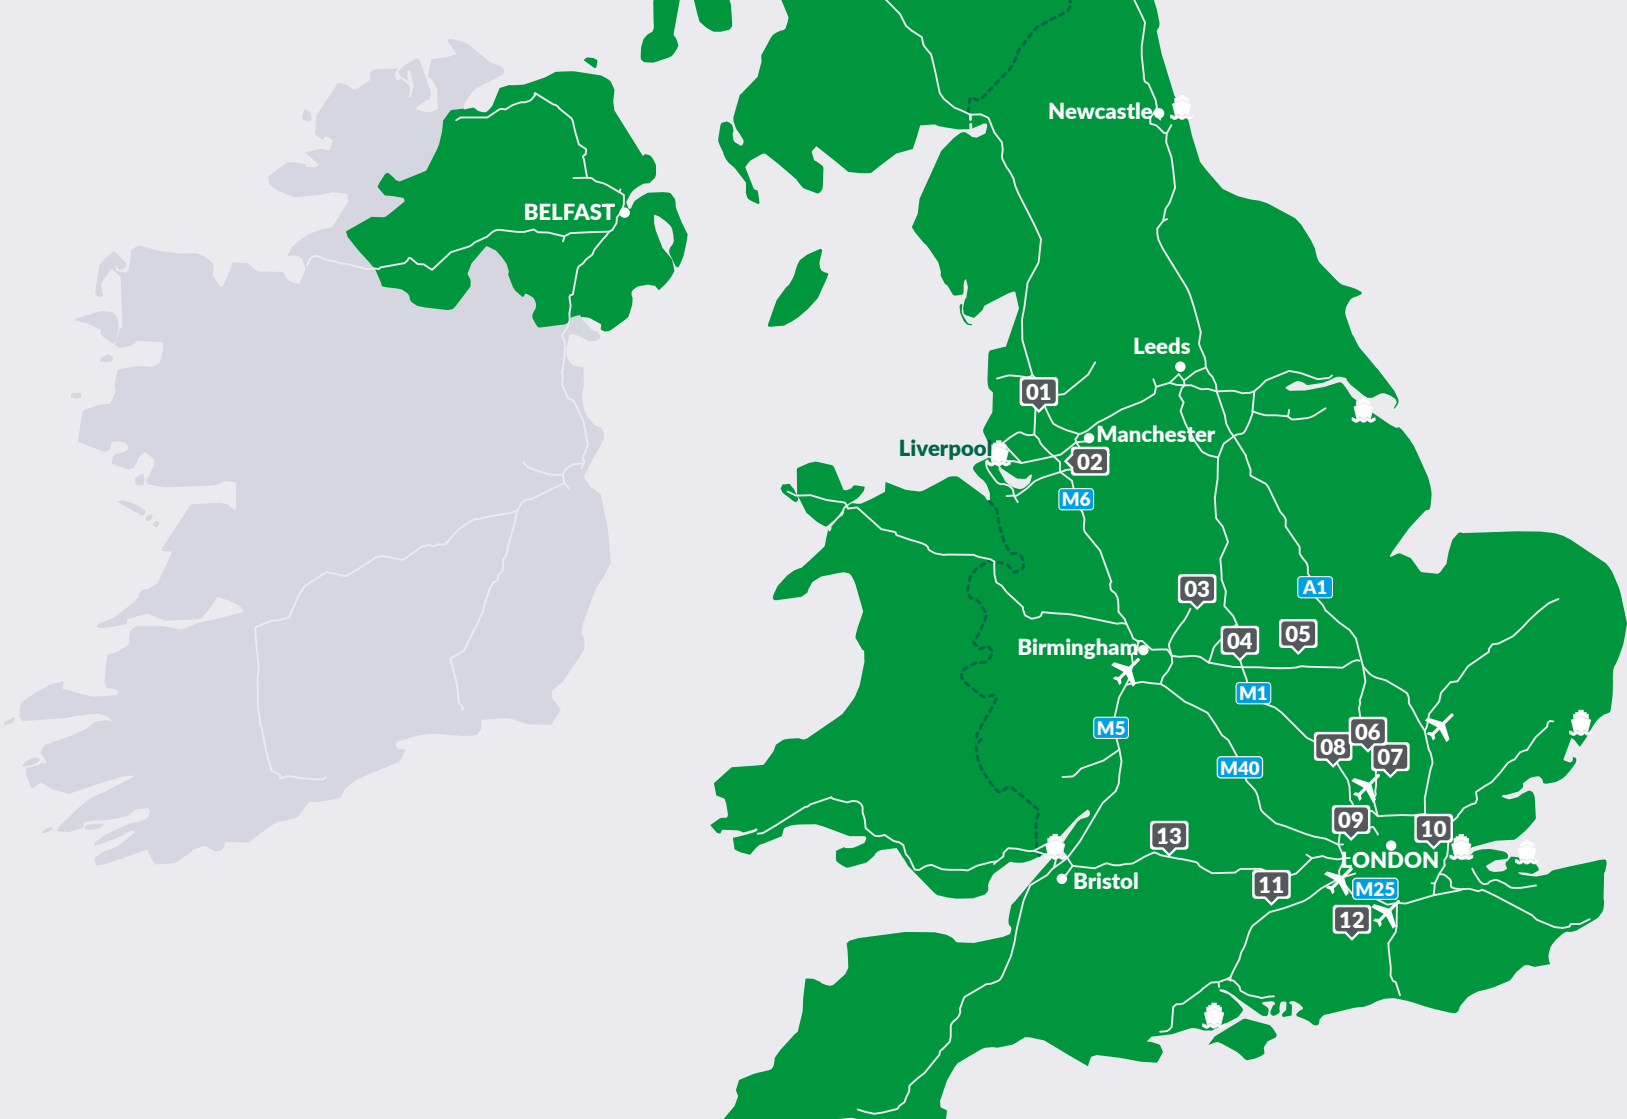 Newcastle
BELFAST
Leeds
01
Manchester
Liverpool
02
M6
A1
03
05
04
Birmingham
M1
M5
06
08
07
M40
09
10
13
LONDON
Bristol
11
M25
12